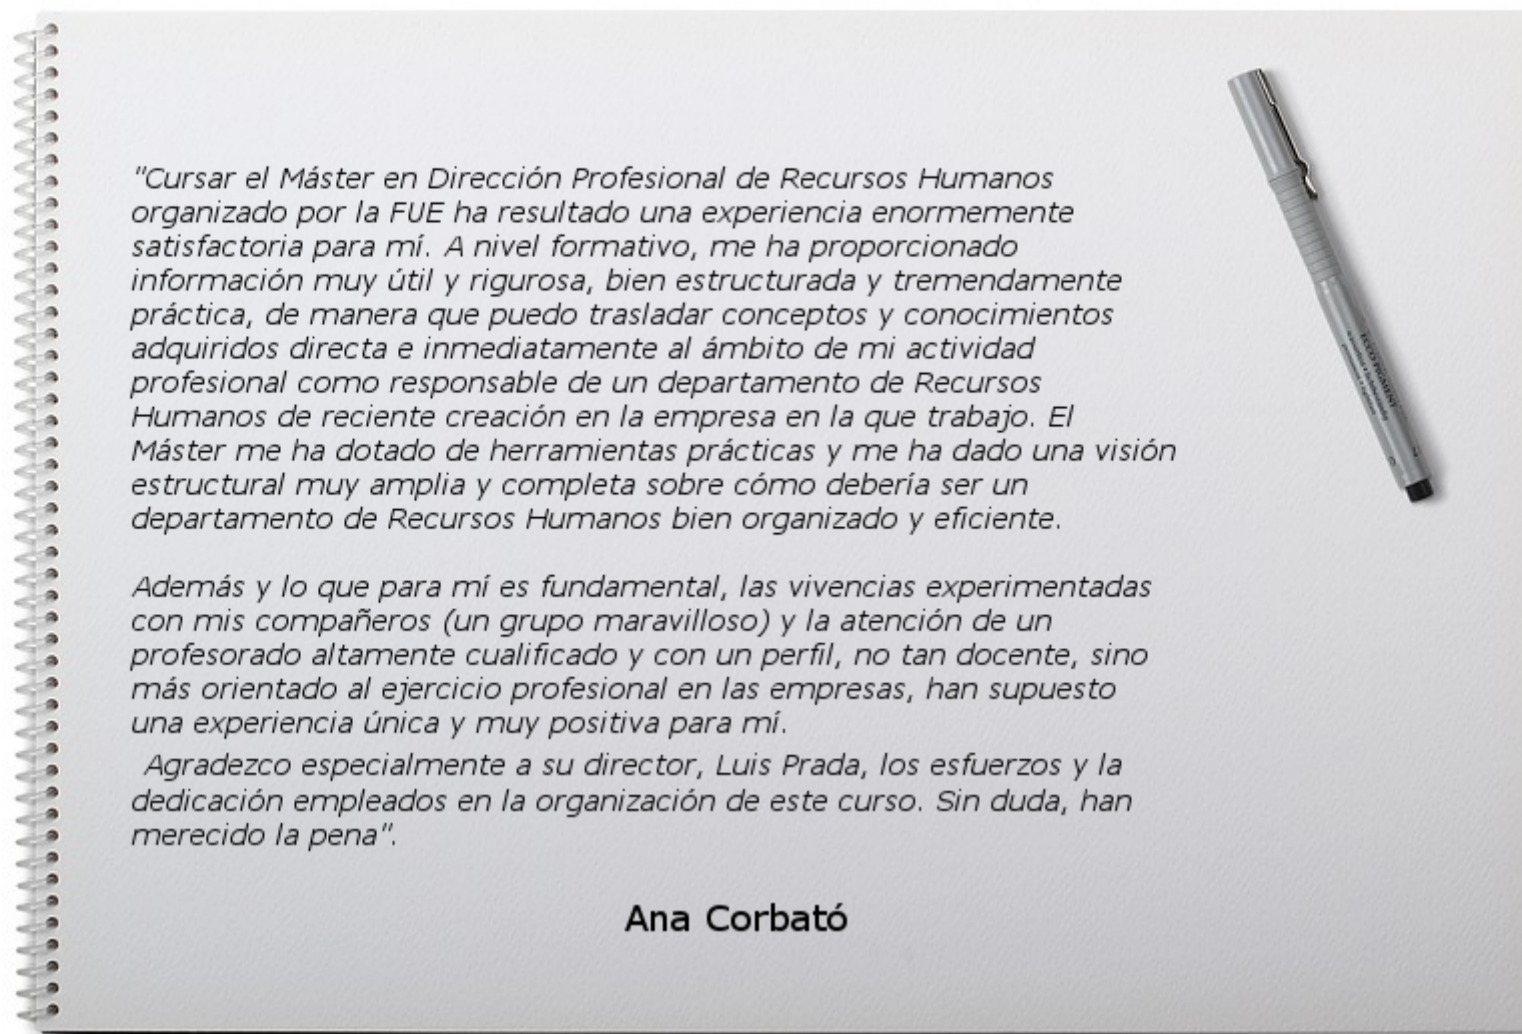 "Cursar el Máster en Dirección Profesional de Recursos Humanos
organizado por la FUE ha resultado una experiencia enormemente
satisfactoria para mí. A nivel formativo, me ha proporcionado
información muy útil y rigurosa, bien estructurada y tremendamente
práctica, de manera que puedo trasladar conceptos y conocimientos
adquiridos directa e inmediatamente al ámbito de mi actividad
profesional como responsable de un departamento de Recursos
Humanos de reciente creación en la empresa en la que trabajo. El
Máster me ha dotado de herramientas prácticas y me ha dado una visión
estructural muy amplia y completa sobre cómo debería ser un
departamento de Recursos Humanos bien organizado y eficiente.
Además y lo que para mí es fundamental, las vivencias experimentadas
con mis compañeros (un grupo maravilloso) y la atención de un
profesorado altamente cualificado y con un perfil, no tan docente, sino
más orientado al ejercicio profesional en las empresas, han supuesto
una experiencia única y muy positiva para mí.
Agradezco especialmente a su director, Luis Prada, los esfuerzos y la
dedicación empleados en la organización de este curso. Sin duda, han
merecido la pena".
Ana Corbató